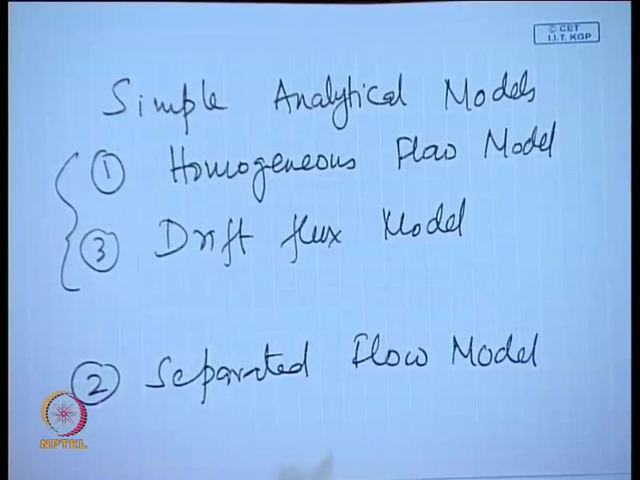 © CET
I.I.T. KGP
Simple Analytical Models
① Homogeneous Flow Model
③ Drift flux Model
② Separated Flow Model
NPTEL